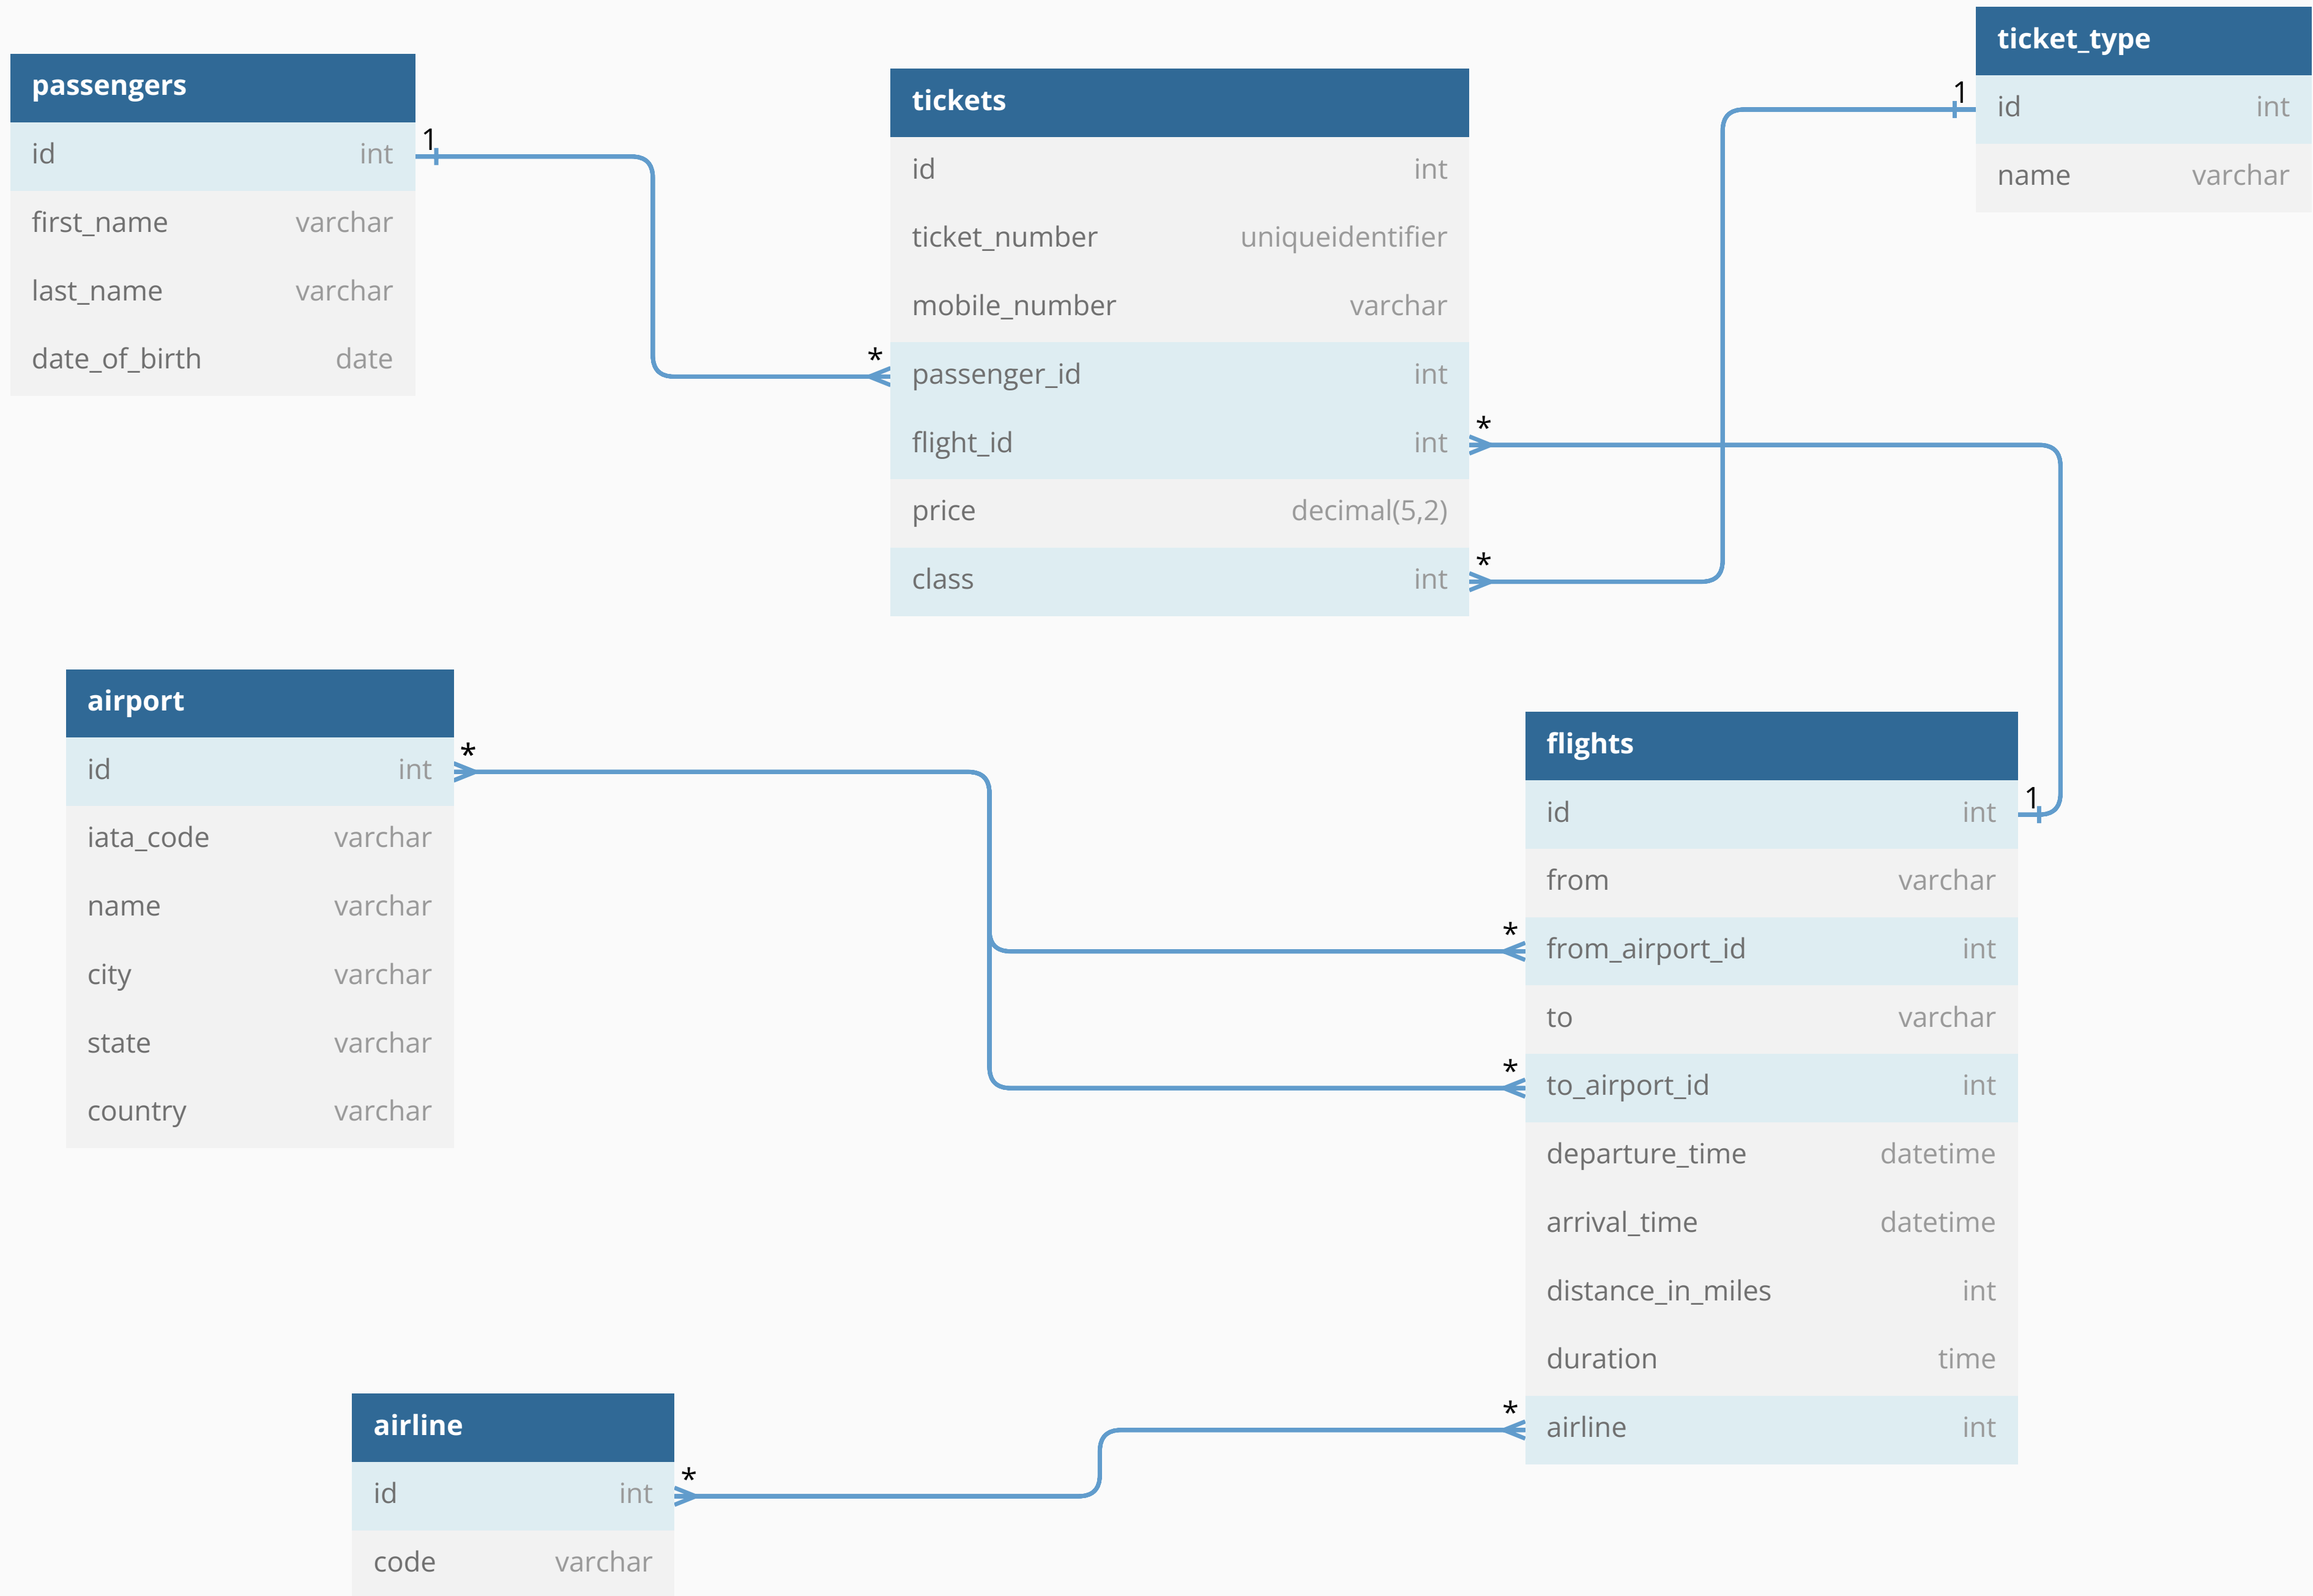 passengers
id int
first_name varchar
last_name varchar
date_of_birth date
1
*
tickets
id int
ticket_number uniqueidentifier
mobile_number varchar
passenger_id int
flight_id int
price decimal(5,2)
class int
*
*
1
ticket_type
id int
name varchar
airport
id int
iata_code varchar
name varchar
city varchar
state varchar
country varchar
*
*
*
flights
id int
from varchar
from_airport_id int
to varchar
to_airport_id int
departure_time datetime
arrival_time datetime
distance_in_miles int
duration time
airline int
1
*
airline
id int
code varchar
*